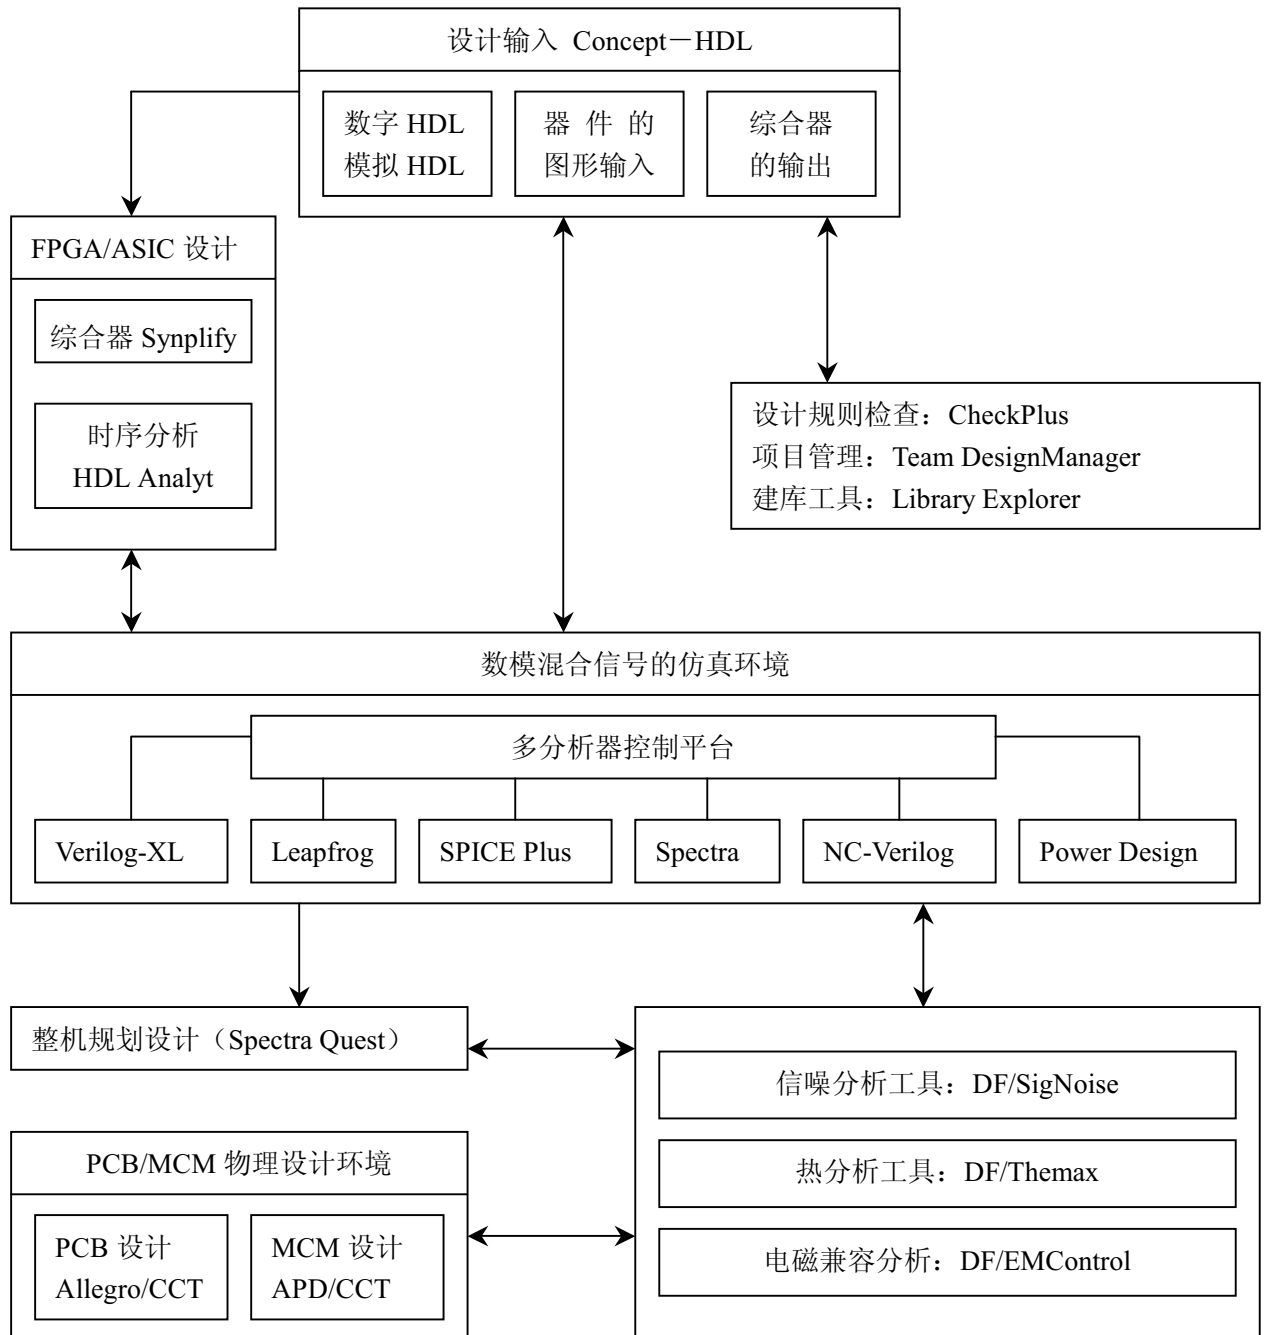 设计输入 Concept－HDL
数字 HDL
模拟 HDL
器 件 的
图形输入
综合器
的输出
FPGA/ASIC 设计
综合器 Synplify
时序分析
HDL Analyt
设计规则检查：CheckPlus
项目管理：Team DesignManager
建库工具：Library Explorer
数模混合信号的仿真环境
多分析器控制平台
Verilog-XL
Leapfrog
SPICE Plus
Spectra
NC-Verilog
Power Design
整机规划设计（Spectra Quest）
信噪分析工具：DF/SigNoise
热分析工具：DF/Themax
电磁兼容分析：DF/EMControl
PCB/MCM 物理设计环境
PCB 设计
Allegro/CCT
MCM 设计
APD/CCT